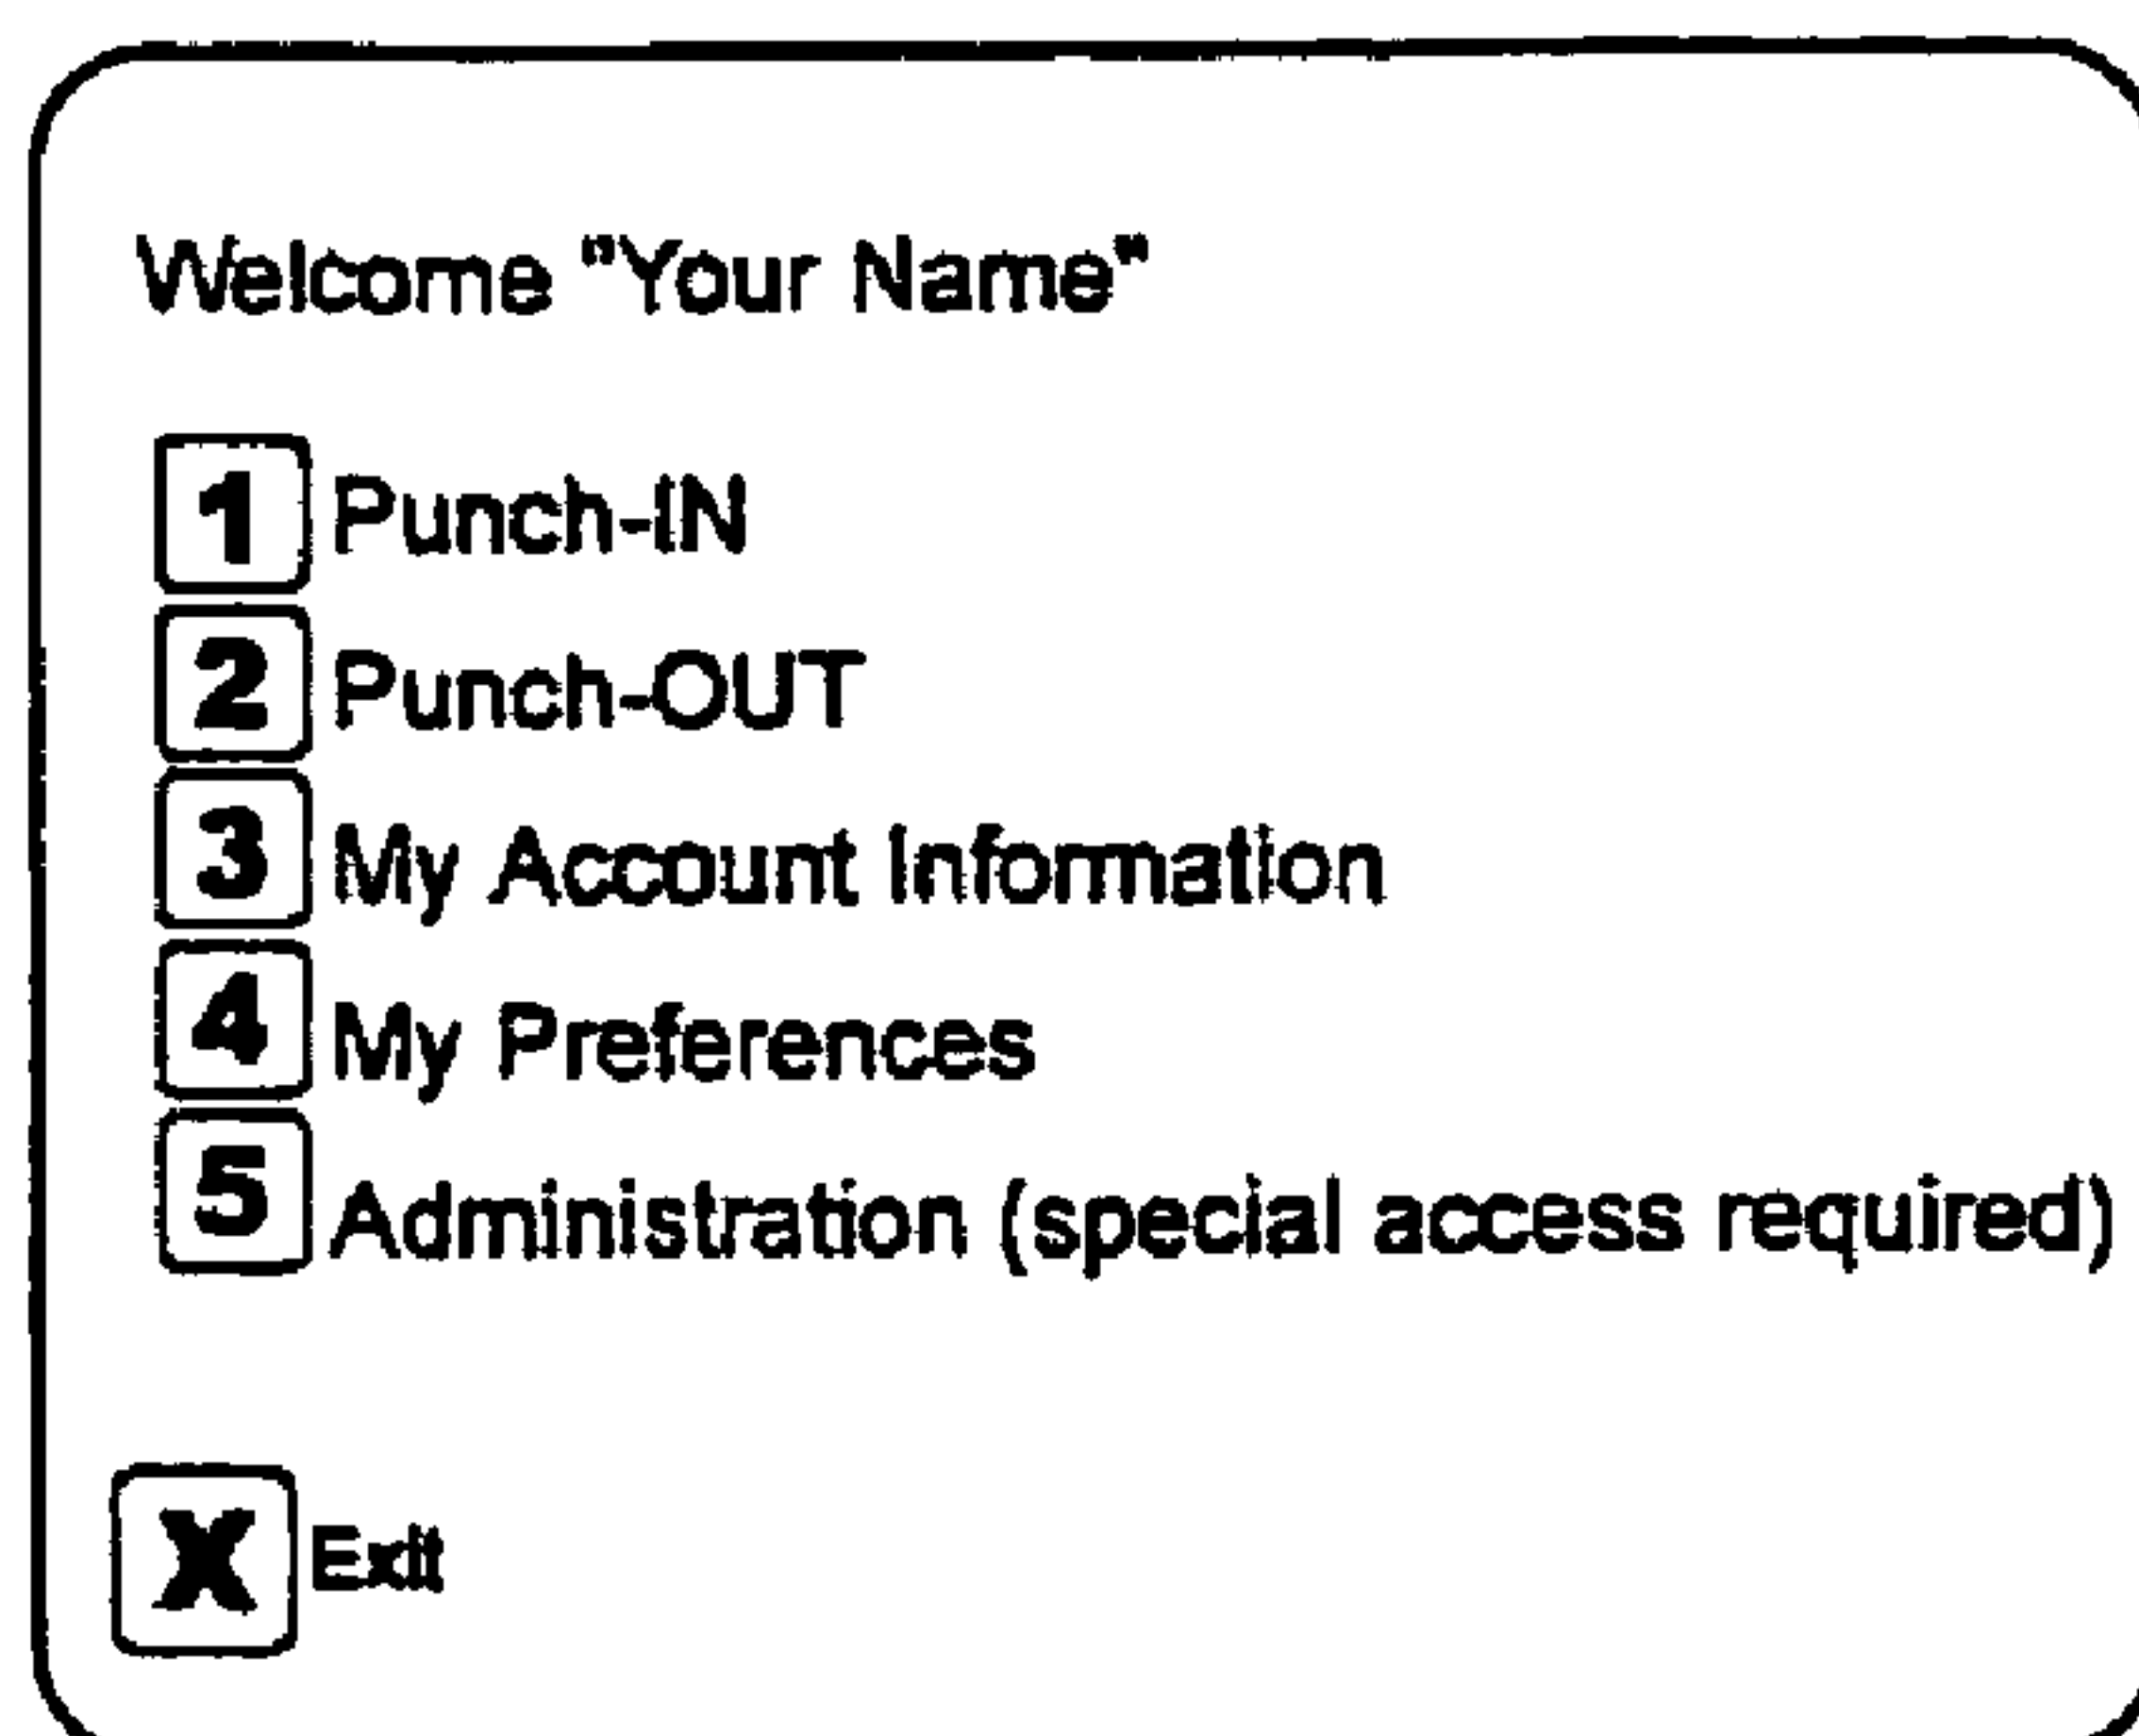 Welcome "Your Name"
1 Punch-IN
2 Punch-OUT
3 My Account Information
4 My Preferences
5 Administration (special access required)
X Exit